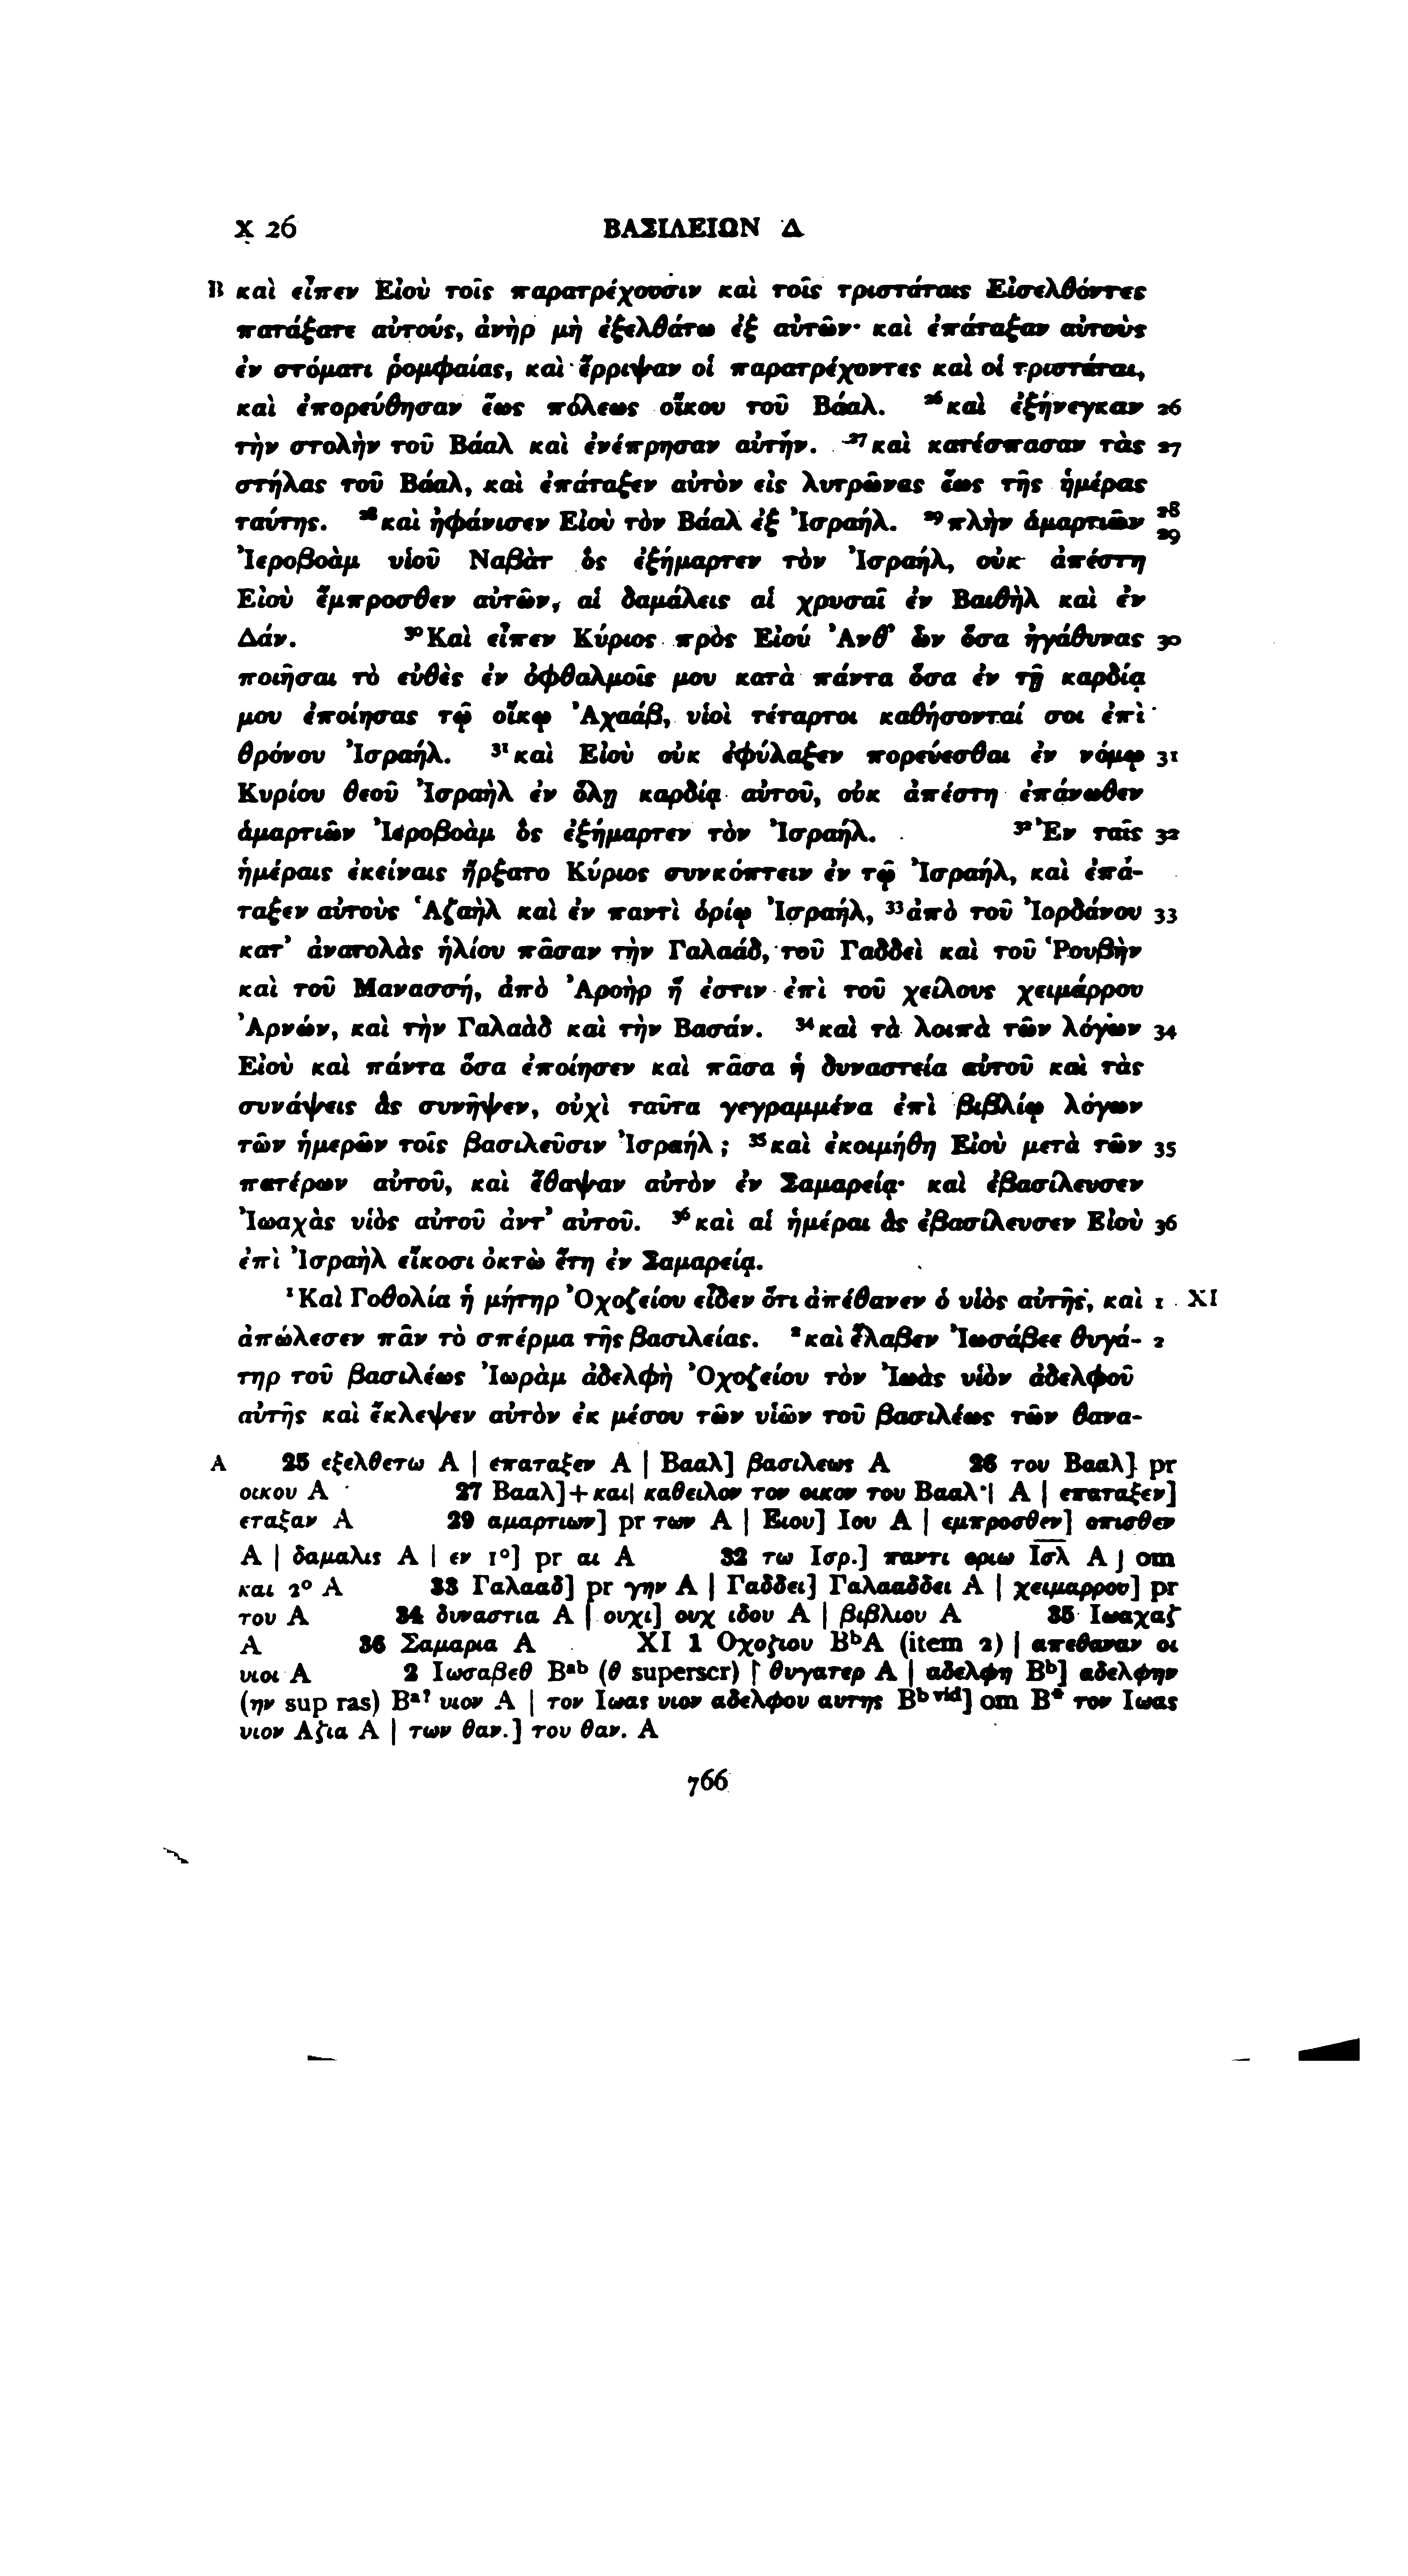 X 26 ΒΑΣΙΛΕΙΩΝ Δ
B καὶ εἶπεν Εἰοὺ τοῖς παρατρέχουσιν καὶ τοῖς τριστάταις Εἰσελθόντες
πατάξατε αὐτούς, ἀνὴρ μὴ ἐξελθάτω ἐξ αὐτῶν· καὶ ἐπάταξαν αὐτοὺς
ἐν στόματι ῥομφαίας, καὶ ἔρριψαν οἱ παρατρέχοντες καὶ οἱ τριστάται,
καὶ ἐπορεύθησαν ἕως πόλεως οἴκου τοῦ Βάαλ. ²⁶καὶ ἐξήνεγκαν 26
τὴν στολὴν τοῦ Βάαλ καὶ ἐνέπρησαν αὐτήν. ²⁷καὶ κατέσπασαν τὰς 27
στήλας τοῦ Βάαλ, καὶ ἐπάταξεν αὐτὸν εἰς λυτρῶνας ἕως τῆς ἡμέρας
ταύτης. ²⁸καὶ ἠφάνισεν Εἰοὺ τὸν Βάαλ ἐξ Ἰσραήλ. ²⁹πλὴν ἁμαρτιῶν 28 29
Ἰεροβοὰμ υἱοῦ Ναβὰτ ὃς ἐξήμαρτεν τὸν Ἰσραήλ, οὐκ ἀπέστη
Εἰοὺ ἔμπροσθεν αὐτῶν, αἱ δαμάλεις αἱ χρυσαῖ ἐν Βαιθὴλ καὶ ἐν
Δάν. ³⁰Καὶ εἶπεν Κύριος πρὸς Εἰού Ἀνθ’ ὧν ὅσα ἠγάθυνας 30
ποιῆσαι τὸ εὐθὲς ἐν ὀφθαλμοῖς μου κατὰ πάντα ὅσα ἐν τῇ καρδίᾳ
μου ἐποίησας τῷ οἴκῳ Ἀχαάβ, υἱοὶ τέταρτοι καθήσονταί σοι ἐπὶ
θρόνου Ἰσραήλ. ³¹καὶ Εἰοὺ οὐκ ἐφύλαξεν πορεύεσθαι ἐν νόμῳ 31
Κυρίου θεοῦ Ἰσραὴλ ἐν ὅλῃ καρδίᾳ αὐτοῦ, οὐκ ἀπέστη ἐπάνωθεν
ἁμαρτιῶν Ἰεροβοὰμ ὃς ἐξήμαρτεν τὸν Ἰσραήλ. ³²Ἐν ταῖς 32
ἡμέραις ἐκείναις ἤρξατο Κύριος συνκόπτειν ἐν τῷ Ἰσραήλ, καὶ ἐπά-
ταξεν αὐτοὺς Ἁζαὴλ καὶ ἐν παντὶ ὁρίῳ Ἰσραήλ, ³³ἀπὸ τοῦ Ἰορδάνου 33
κατ’ ἀνατολὰς ἡλίου πᾶσαν τὴν Γαλαάδ, τοῦ Γαδδεὶ καὶ τοῦ Ῥουβὴν
καὶ τοῦ Μανασσή, ἀπὸ Ἀροὴρ ἥ ἐστιν ἐπὶ τοῦ χείλους χειμάρρου
Ἀρνών, καὶ τὴν Γαλαὰδ καὶ τὴν Βασάν. ³⁴καὶ τὰ λοιπὰ τῶν λόγων 34
Εἰοὺ καὶ πάντα ὅσα ἐποίησεν καὶ πᾶσα ἡ δυναστεία αὐτοῦ καὶ τὰς
συνάψεις ἃς συνῆψεν, οὐχὶ ταῦτα γεγραμμένα ἐπὶ βιβλίῳ λόγων
τῶν ἡμερῶν τοῖς βασιλεῦσιν Ἰσραήλ; ³⁵καὶ ἐκοιμήθη Εἰοὺ μετὰ τῶν 35
πατέρων αὐτοῦ, καὶ ἔθαψαν αὐτὸν ἐν Σαμαρείᾳ· καὶ ἐβασίλευσεν
Ἰωαχὰς υἱὸς αὐτοῦ ἀντ’ αὐτοῦ. ³⁶καὶ αἱ ἡμέραι ἃς ἐβασίλευσεν Εἰοὺ 36
ἐπὶ Ἰσραὴλ εἴκοσι ὀκτὼ ἔτη ἐν Σαμαρείᾳ.
¹Καὶ Γοθολία ἡ μήτηρ Ὀχοζείου εἶδεν ὅτι ἀπέθανεν ὁ υἱὸς αὐτῆς, καὶ 1 XI
ἀπώλεσεν πᾶν τὸ σπέρμα τῆς βασιλείας. ²καὶ ἔλαβεν Ἰωσάβεε θυγά- 2
τηρ τοῦ βασιλέως Ἰωρὰμ ἀδελφὴ Ὀχοζείου τὸν Ἰωὰς υἱὸν ἀδελφοῦ
αὐτῆς καὶ ἔκλεψεν αὐτὸν ἐκ μέσου τῶν υἱῶν τοῦ βασιλέως τῶν θανα-
A 25 εξελθετω A | επαταξεν A | Βααλ] βασιλεως A 26 του Βααλ] pr
οικου A 27 Βααλ]+και| καθειλον τον οικον του Βααλ·| A | επαταξεν]
εταξαν A 29 αμαρτιων] pr των A | Ειου] Ιου A | εμπροσθεν] οπισθεν
A | δαμαλις A | εν 1°] pr αι A 32 τω Ισρ.] παντι οριω Ισ̅λ̅ A | om
και 2° A 33 Γαλααδ] pr γην A | Γαδδει] Γαλααδδει A | χειμαρρου] pr
του A 34 δυναστια A | ουχι] ουχ ιδου A | βιβλιου A 35 Ιωαχαζ
A 36 Σαμαρια A XI 1 Οχοζιου BᵇA (item 2) | απεθαναν οι
υιοι A 2 Ιωσαβεθ Bᵃᵇ (θ superscr) | θυγατερ A | αδελφη Bᵇ] αδελφην
(ην sup ras) Bᵃ? υιον A | τον Ιωας υιον αδελφου αυτης Bᵇ ᵛⁱᵈ] om B* τον Ιωας
υιον Αζια A | των θαν.] του θαν. A
766